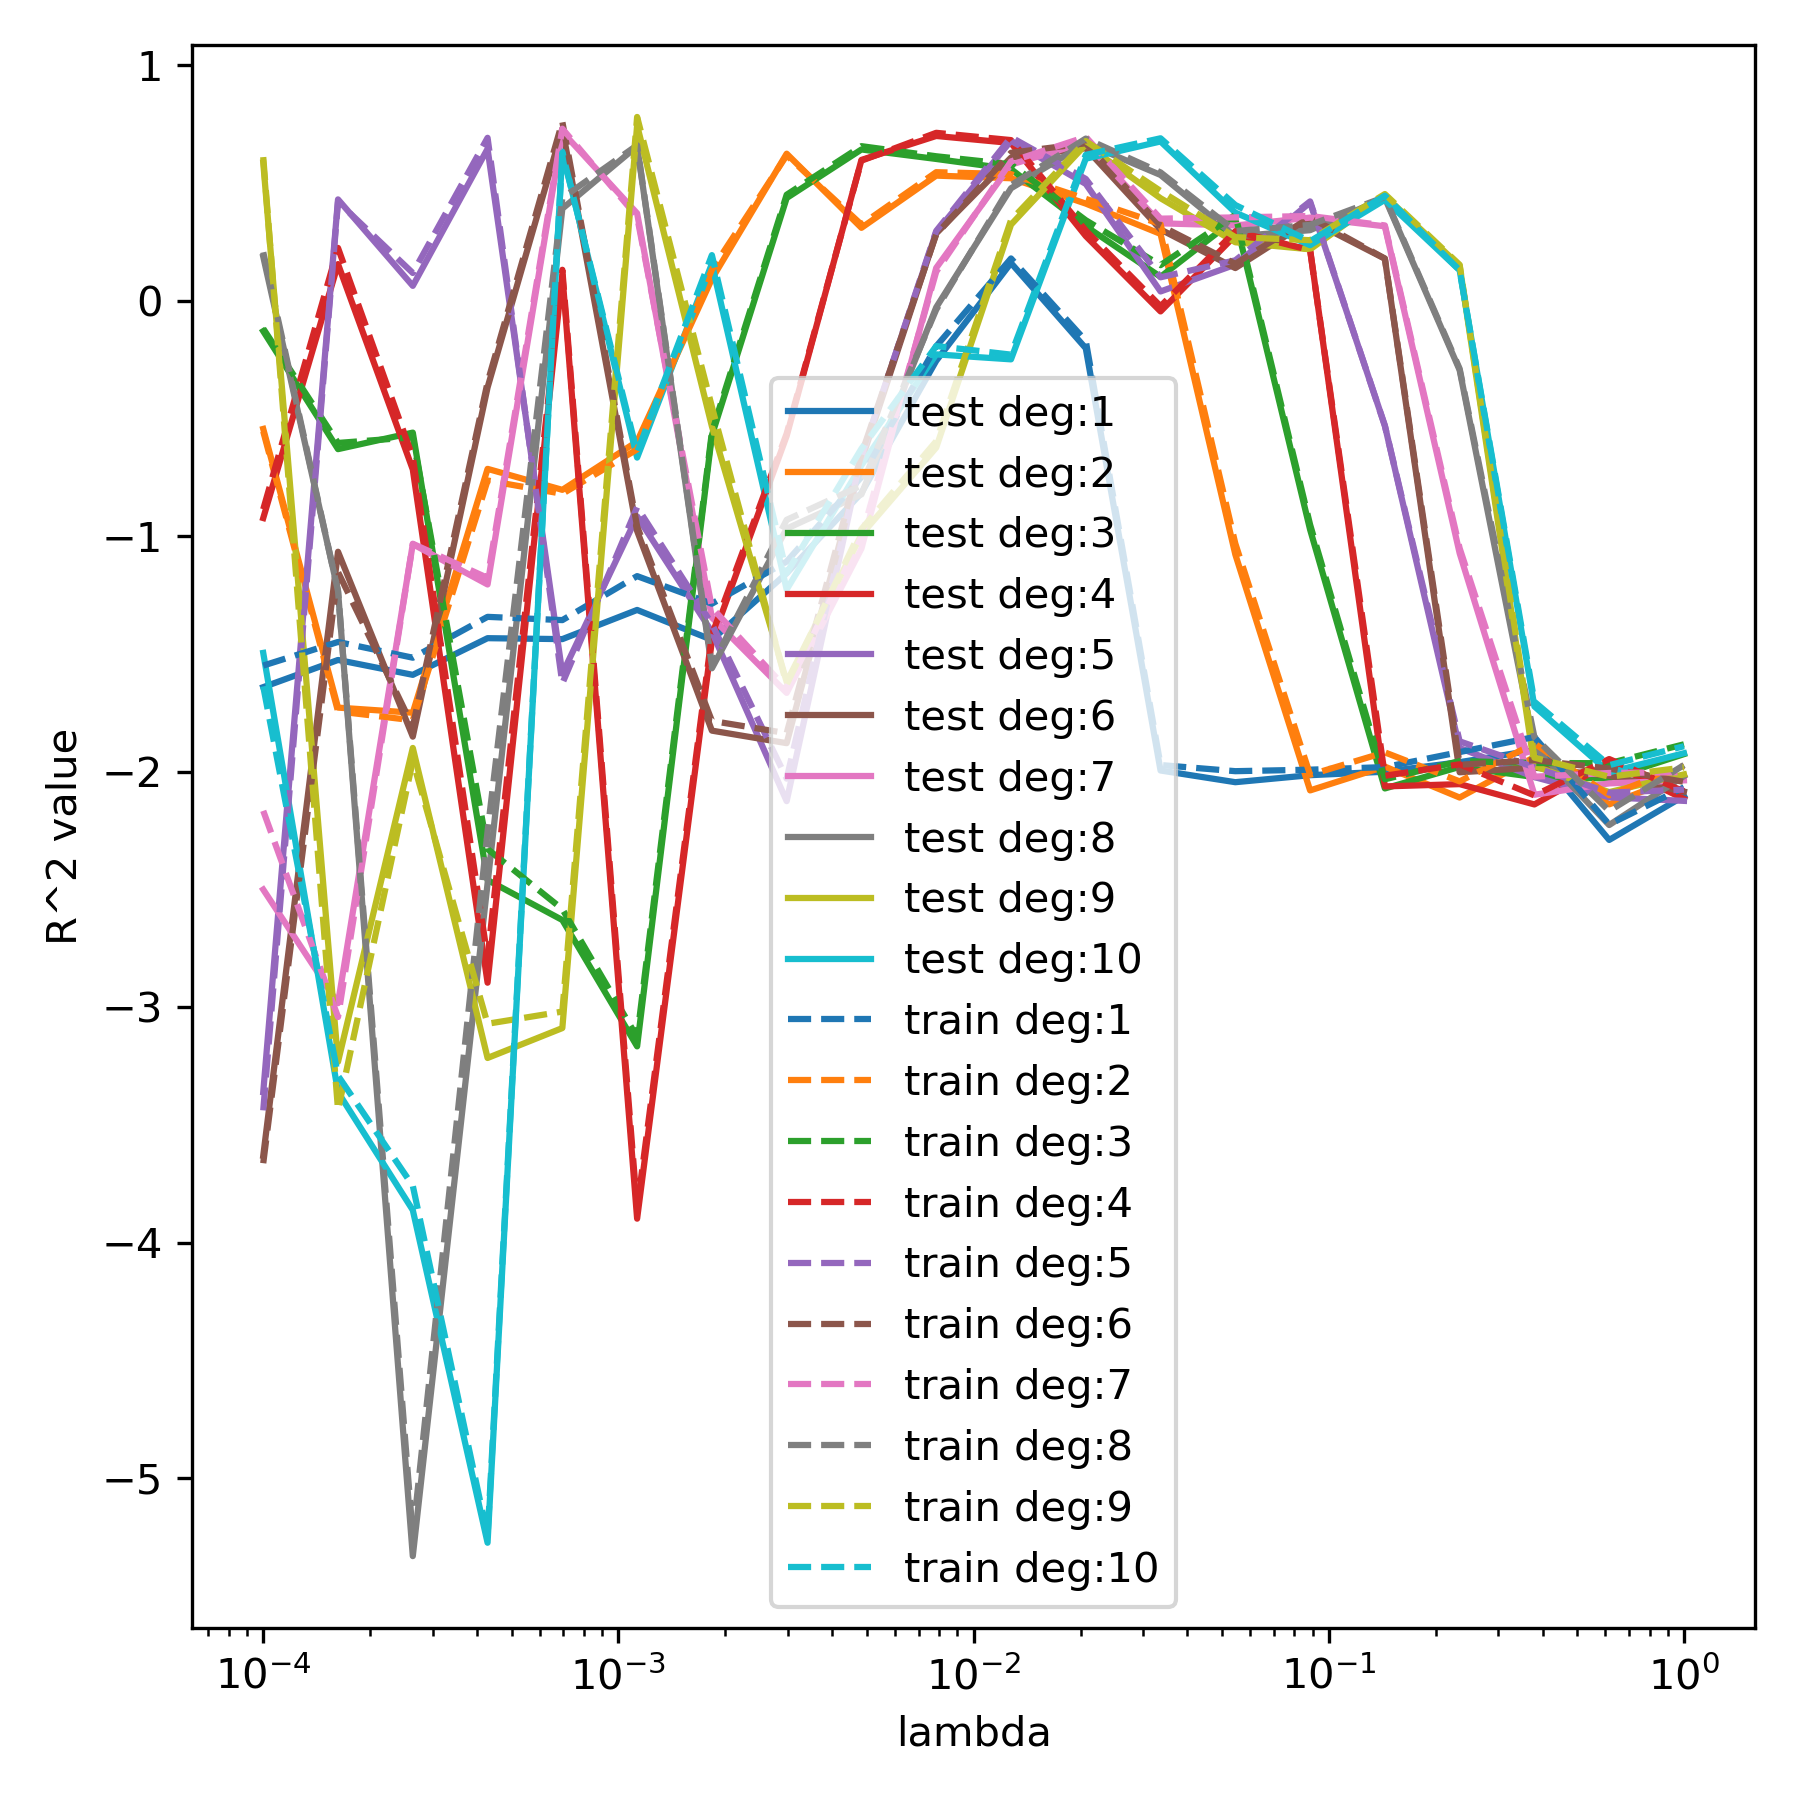 1
0
−1
−2
−3
−4
−5
R^2 value
test deg:1
test deg:2
test deg:3
test deg:4
test deg:5
test deg:6
test deg:7
test deg:8
test deg:9
test deg:10
train deg:1
train deg:2
train deg:3
train deg:4
train deg:5
train deg:6
train deg:7
train deg:8
train deg:9
train deg:10
10⁻⁴ 10⁻³ 10⁻² 10⁻¹ 10⁰
lambda